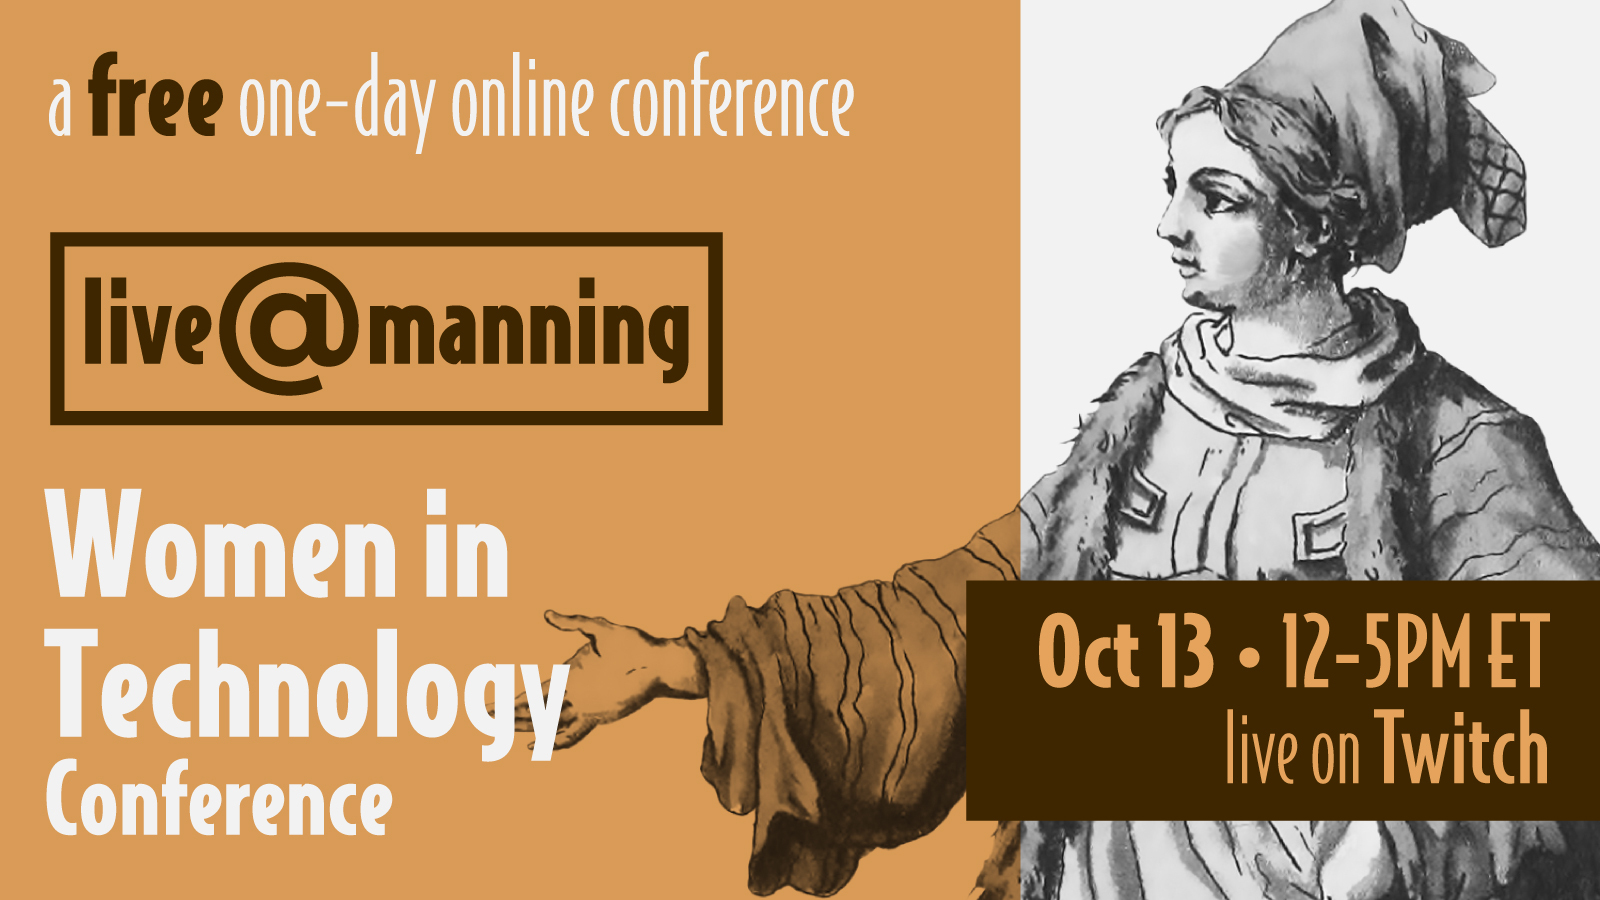 a free one-day online conference
live@manning
Women in
Technology
Conference
Oct 13 • 12-5PM ET
live on Twitch